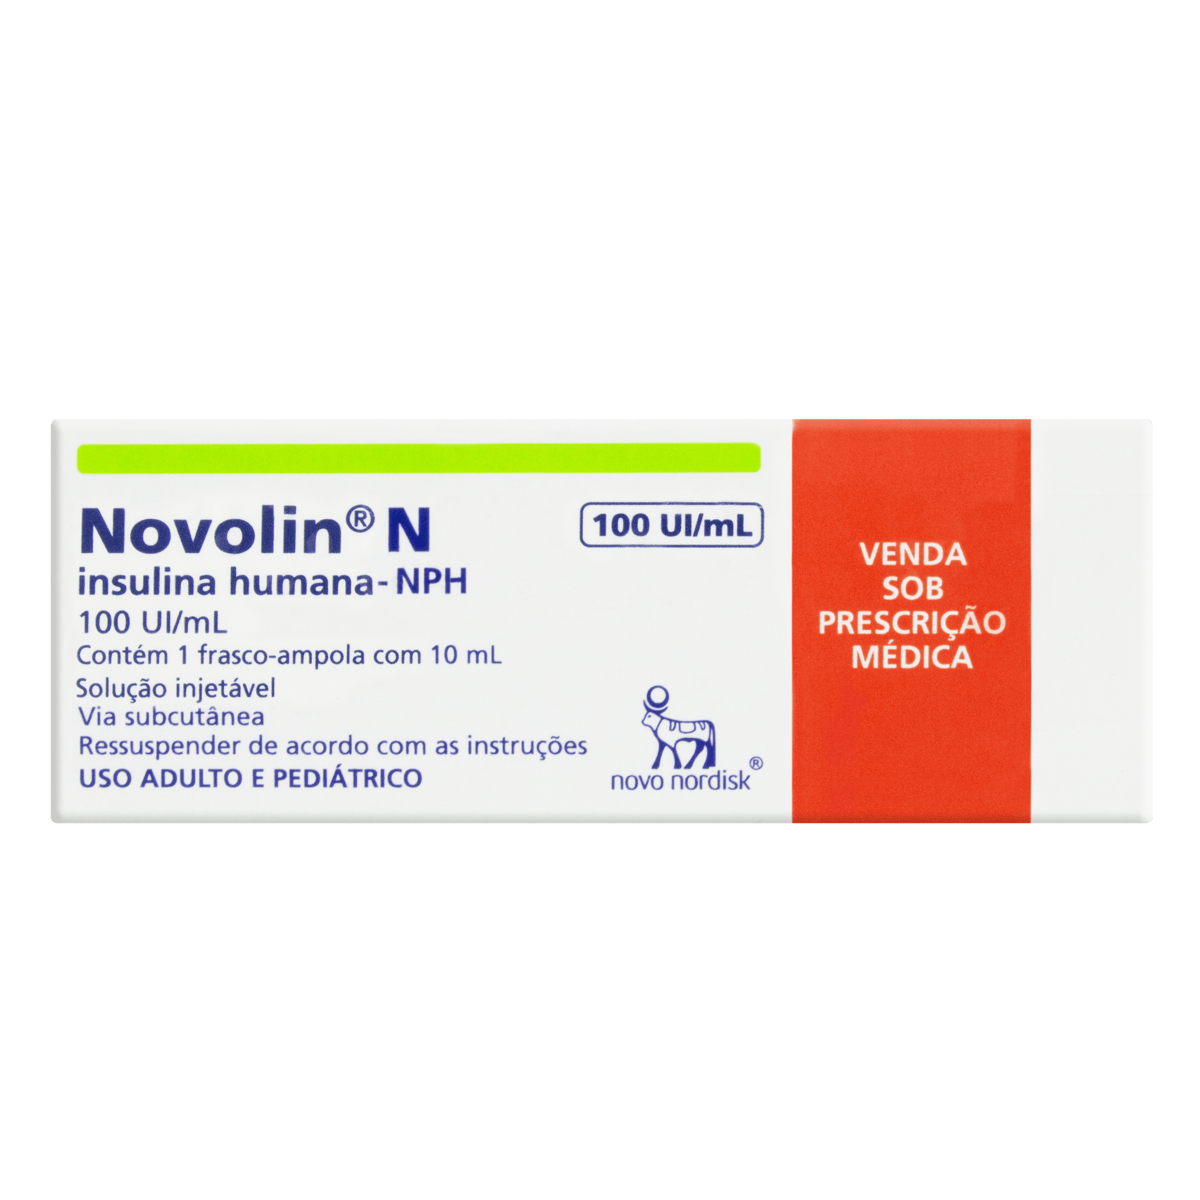 Novolin® N
100 UI/mL
insulina humana-NPH
100 UI/mL
Contém 1 frasco-ampola com 10 mL
Solução injetável
Via subcutânea
Ressuspender de acordo com as instruções
USO ADULTO E PEDIÁTRICO
novo nordisk®
VENDA
SOB
PRESCRIÇÃO
MÉDICA